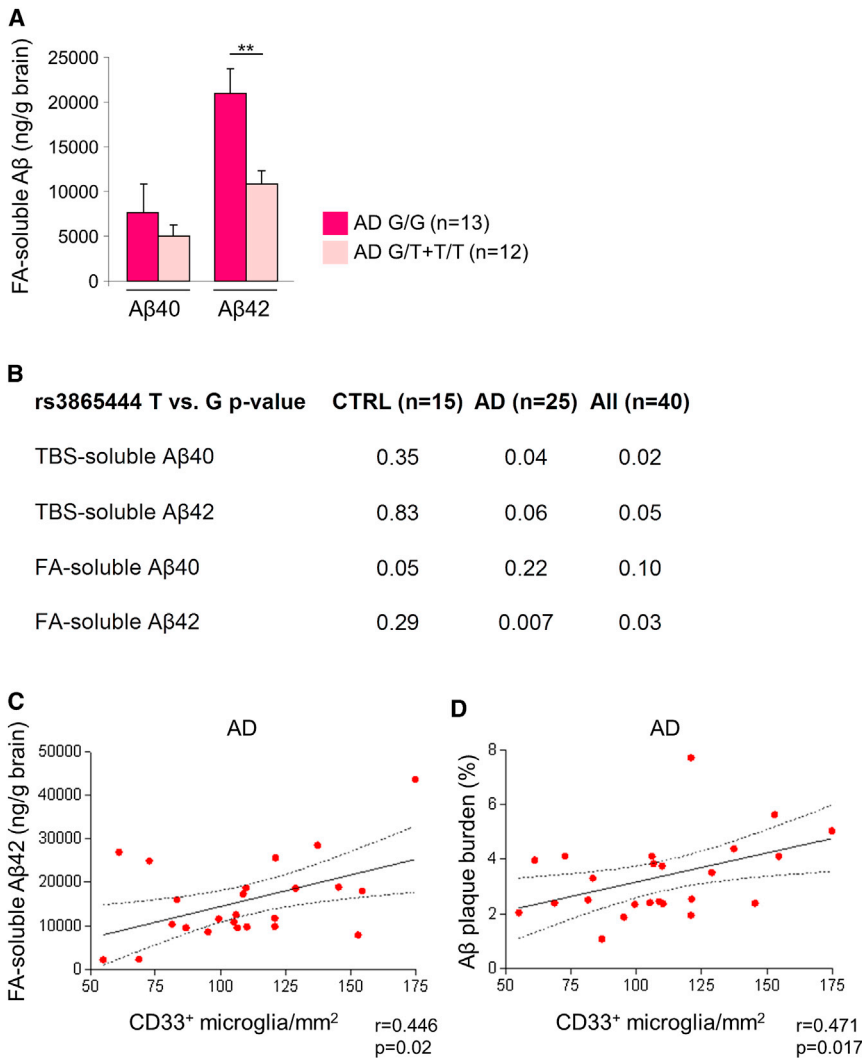 A
**
FA-soluble Aβ (ng/g brain)
25000
20000
15000
10000
5000
0
Aβ40
Aβ42
AD G/G (n=13)
AD G/T+T/T (n=12)
B
rs3865444 T vs. G p-value CTRL (n=15) AD (n=25) All (n=40)
TBS-soluble Aβ40 0.35 0.04 0.02
TBS-soluble Aβ42 0.83 0.06 0.05
FA-soluble Aβ40 0.05 0.22 0.10
FA-soluble Aβ42 0.29 0.007 0.03
C
AD
FA-soluble Aβ42 (ng/g brain)
50000
40000
30000
20000
10000
0
50 75 100 125 150 175
CD33⁺ microglia/mm²
r=0.446
p=0.02
D
AD
Aβ plaque burden (%)
8
6
4
2
0
50 75 100 125 150 175
CD33⁺ microglia/mm²
r=0.471
p=0.017